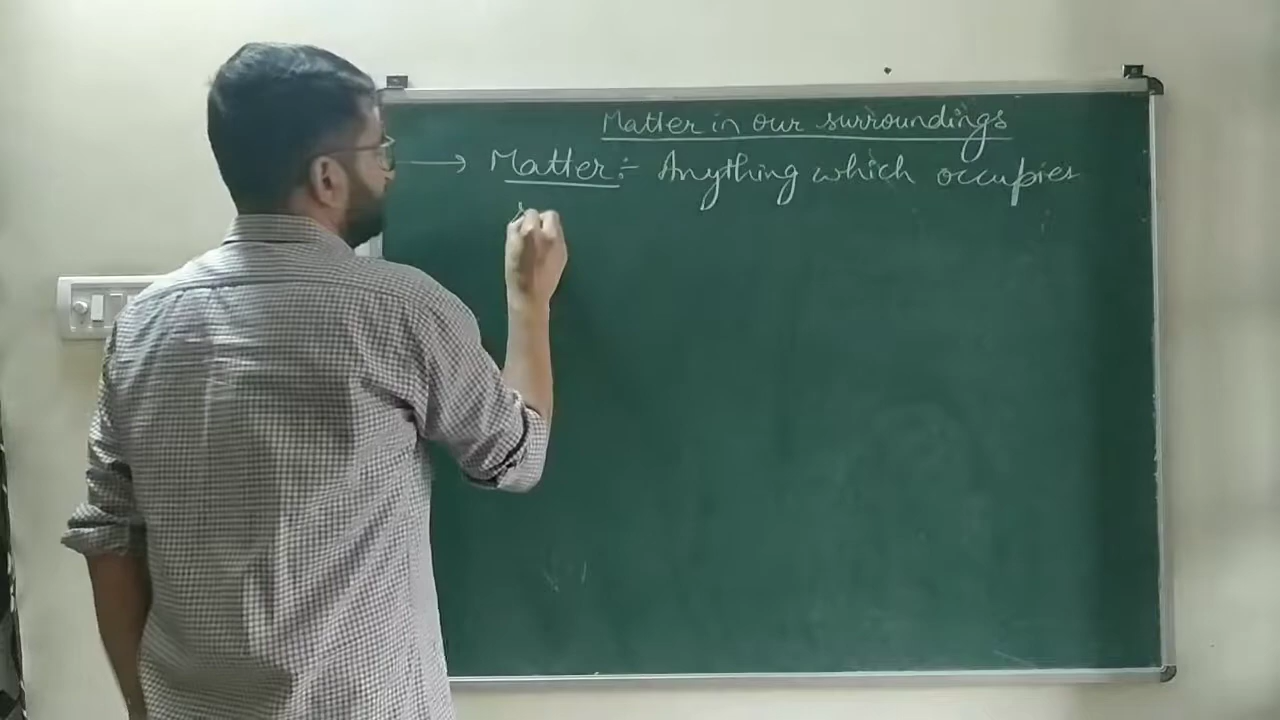 Matter in our surroundings
→ Matter:- Anything which occupies